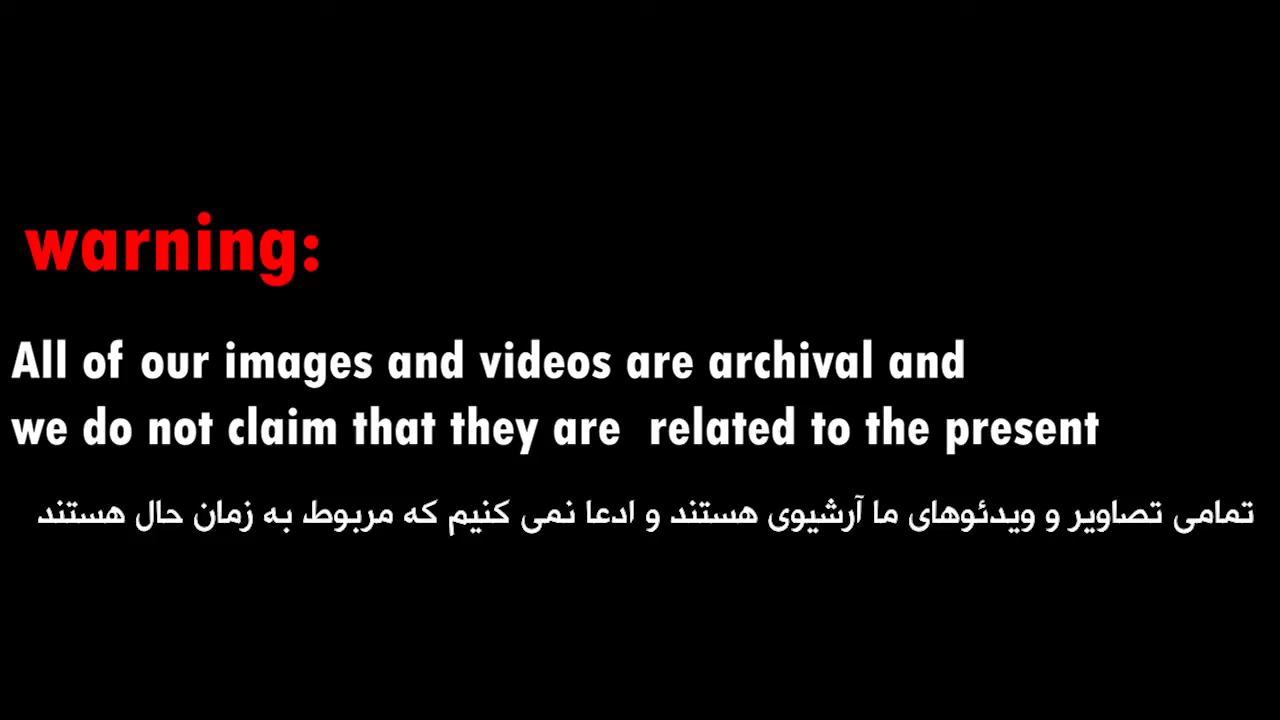 warning:
All of our images and videos are archival and
we do not claim that they are  related to the present
تمامی تصاویر و ویدئوهای ما آرشیوی هستند و ادعا نمی کنیم که مربوط به زمان حال هستند